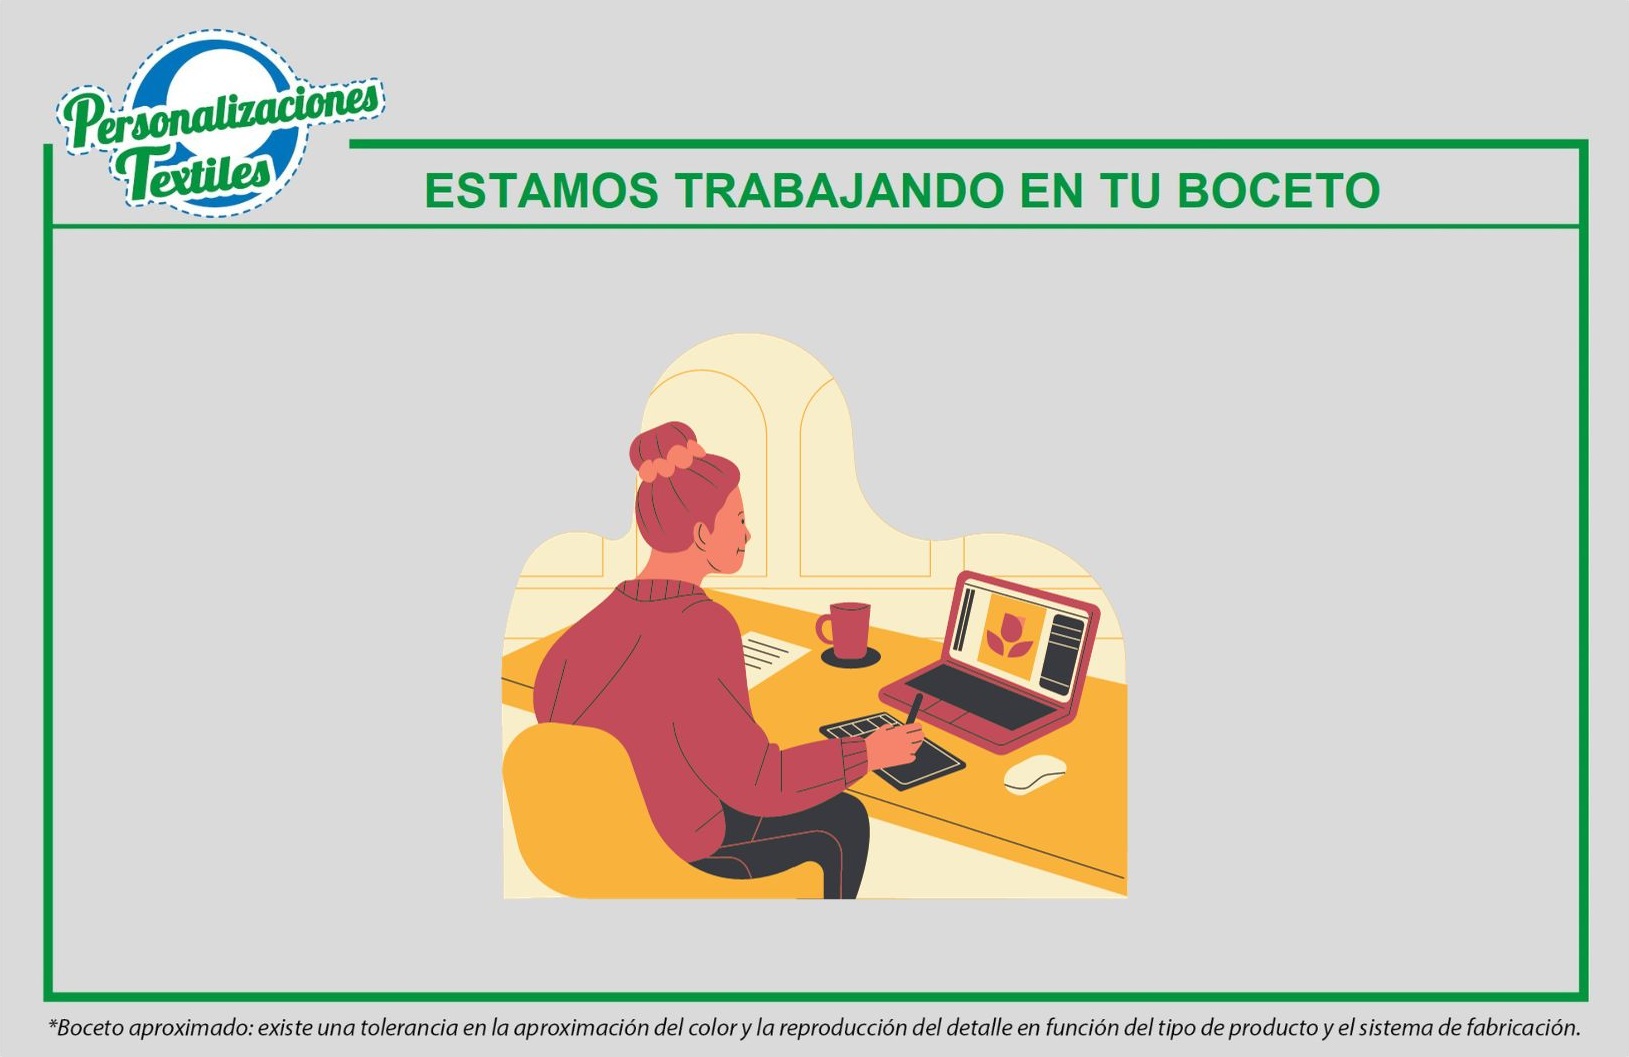 Personalizaciones
Textiles
ESTAMOS TRABAJANDO EN TU BOCETO
*Boceto aproximado: existe una tolerancia en la aproximación del color y la reproducción del detalle en función del tipo de producto y el sistema de fabricación.